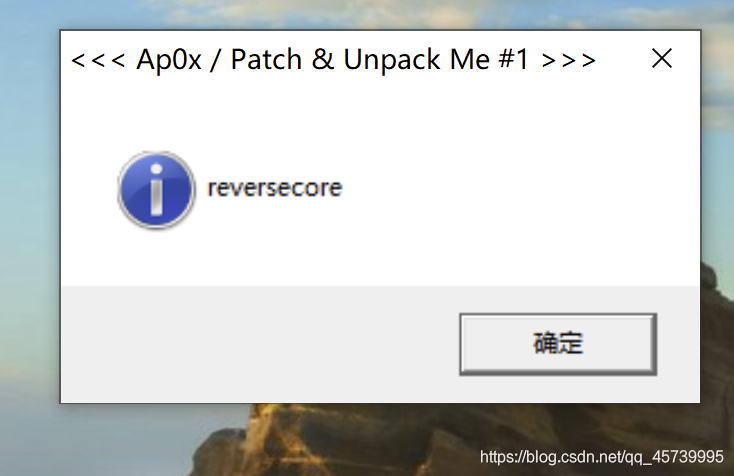 <<< Ap0x / Patch & Unpack Me #1 >>>
reversecore
确定
https://blog.csdn.net/qq_45739995